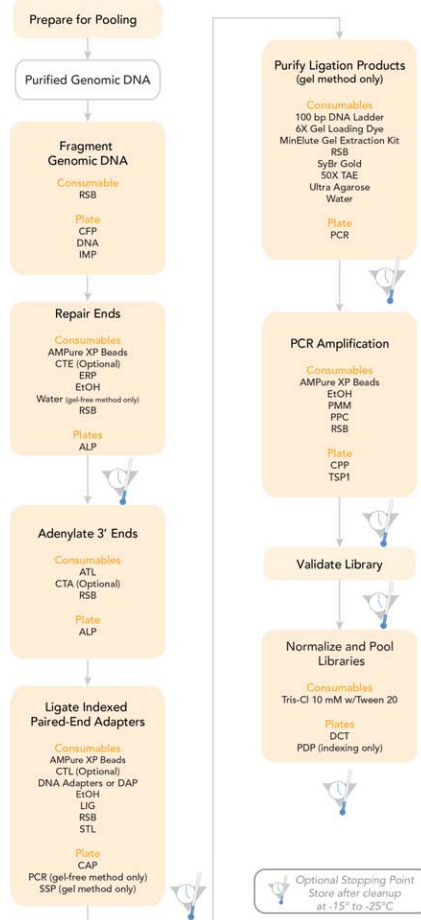 Prepare for Pooling
Purified Genomic DNA
Fragment
Genomic DNA
Consumable
RSB
Plate
CFP
DNA
IMP
Repair Ends
Consumables
AMPure XP Beads
CTE (Optional)
ERP
EtOH
Water (gel-free method only)
RSB
Plates
ALP
Adenylate 3’ Ends
Consumables
ATL
CTA (Optional)
RSB
Plate
ALP
Ligate Indexed
Paired-End Adapters
Consumables
AMPure XP Beads
CTL (Optional)
DNA Adapters or DAP
EtOH
LIG
RSB
STL
Plate
CAP
PCR (gel-free method only)
SSP (gel method only)
Purify Ligation Products
(gel method only)
Consumables
100 bp DNA Ladder
6X Gel Loading Dye
MinElute Gel Extraction Kit
RSB
SyBr Gold
50X TAE
Ultra Agarose
Water
Plate
PCR
PCR Amplification
Consumables
AMPure XP Beads
EtOH
PMM
PPC
RSB
Plate
CPP
TSP1
Validate Library
Normalize and Pool
Libraries
Consumables
Tris-Cl 10 mM w/Tween 20
Plates
DCT
PDP (indexing only)
Optional Stopping Point
Store after cleanup
at -15° to -25°C